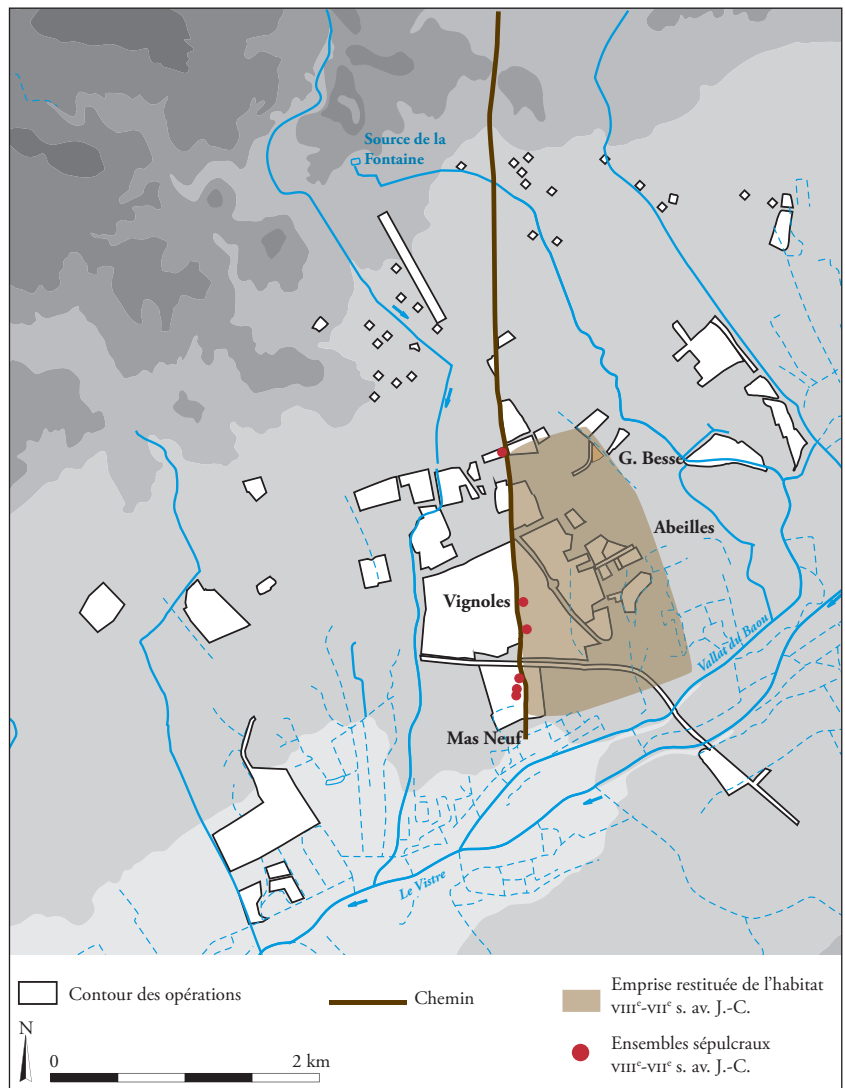 Source de la
Fontaine
G. Besse
Abeilles
Vignoles
Vallat du Baou
Mas Neuf
Le Vistre
Contour des opérations
Chemin
Emprise restituée de l'habitat
VIIIe-VIIe s. av. J.-C.
Ensembles sépulcraux
VIIIe-VIIe s. av. J.-C.
N
0
2 km